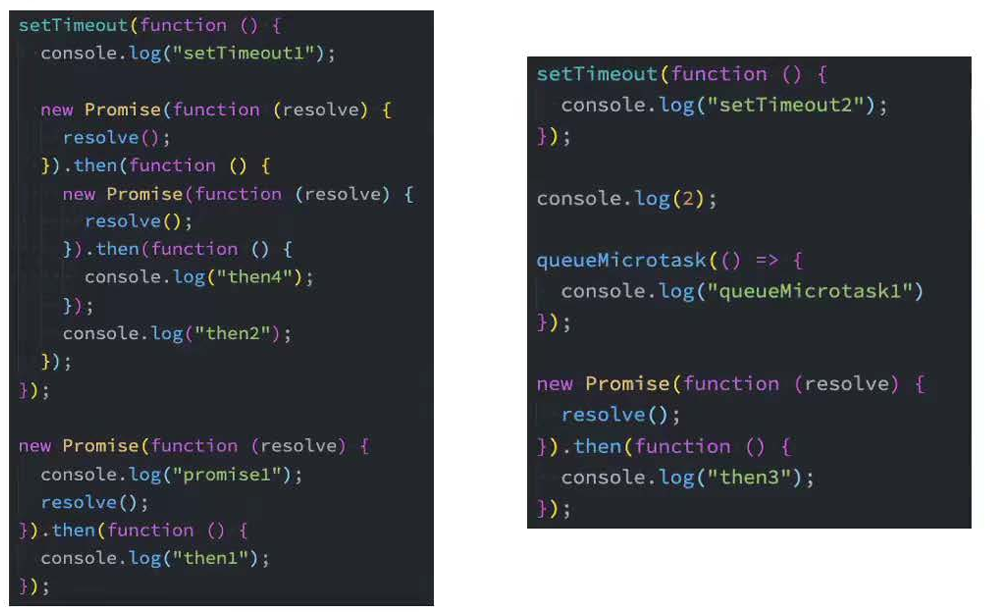 setTimeout(function () {
  console.log("setTimeout1");

  new Promise(function (resolve) {
    resolve();
  }).then(function () {
    new Promise(function (resolve) {
      resolve();
    }).then(function () {
      console.log("then4");
    });
    console.log("then2");
  });
});

new Promise(function (resolve) {
  console.log("promise1");
  resolve();
}).then(function () {
  console.log("then1");
});

setTimeout(function () {
  console.log("setTimeout2");
});

console.log(2);

queueMicrotask(() => {
  console.log("queueMicrotask1")
});

new Promise(function (resolve) {
  resolve();
}).then(function () {
  console.log("then3");
});